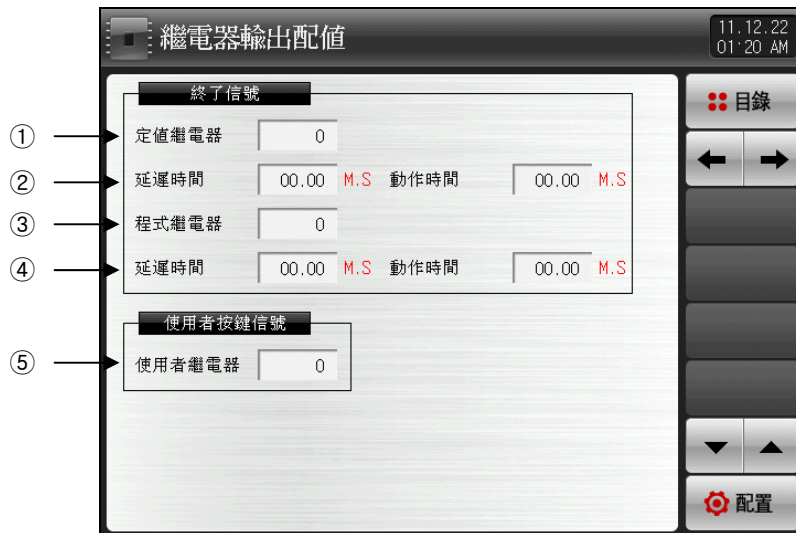 繼電器輸出配値
11.12.22
01:20 AM
終了信號
目錄
① 定値繼電器 0
② 延遲時間 00.00 M.S 動作時間 00.00 M.S
③ 程式繼電器 0
④ 延遲時間 00.00 M.S 動作時間 00.00 M.S
使用者按鍵信號
⑤ 使用者繼電器 0
配置